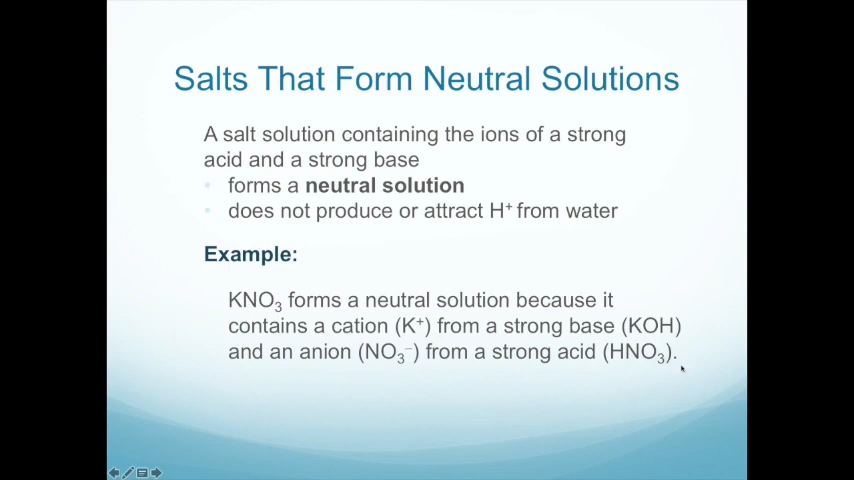 Salts That Form Neutral Solutions
A salt solution containing the ions of a strong
acid and a strong base
• forms a neutral solution
• does not produce or attract H⁺ from water
Example:
KNO₃ forms a neutral solution because it
contains a cation (K⁺) from a strong base (KOH)
and an anion (NO₃⁻) from a strong acid (HNO₃).